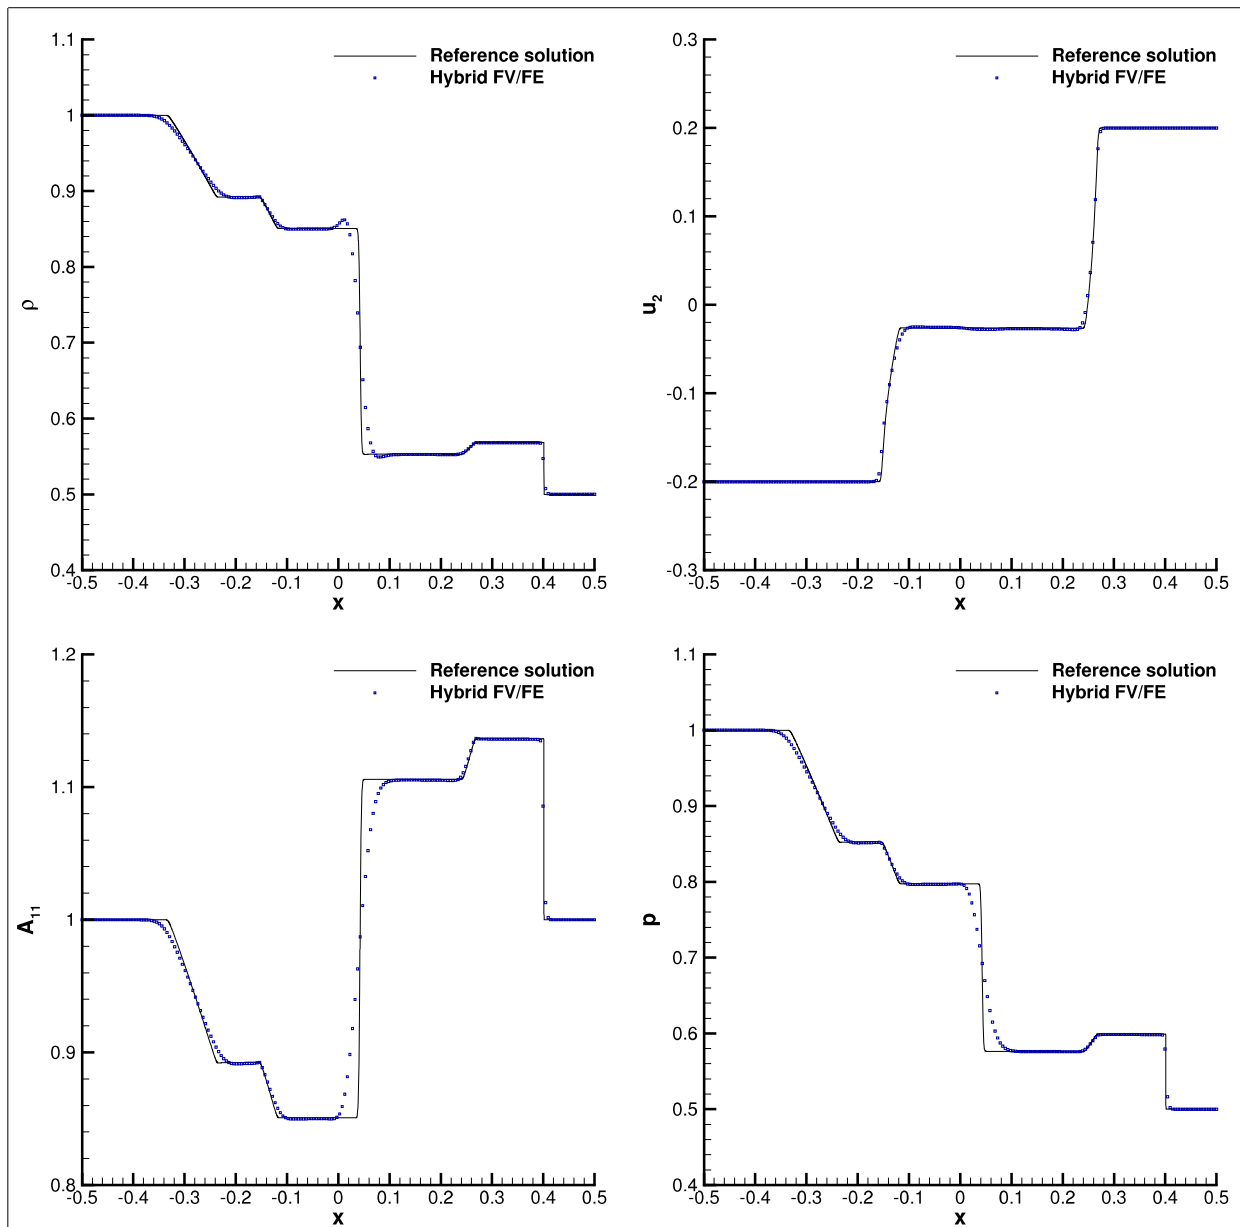 1.1
1
0.9
0.8
0.7
0.6
0.5
0.4
ρ
-0.5 -0.4 -0.3 -0.2 -0.1 0 0.1 0.2 0.3 0.4 0.5
x
Reference solution
Hybrid FV/FE
0.3
0.2
0.1
0
-0.1
-0.2
-0.3
u2
-0.5 -0.4 -0.3 -0.2 -0.1 0 0.1 0.2 0.3 0.4 0.5
x
Reference solution
Hybrid FV/FE
1.2
1.1
1
0.9
0.8
A11
-0.5 -0.4 -0.3 -0.2 -0.1 0 0.1 0.2 0.3 0.4 0.5
x
Reference solution
Hybrid FV/FE
1.1
1
0.9
0.8
0.7
0.6
0.5
0.4
p
-0.5 -0.4 -0.3 -0.2 -0.1 0 0.1 0.2 0.3 0.4 0.5
x
Reference solution
Hybrid FV/FE